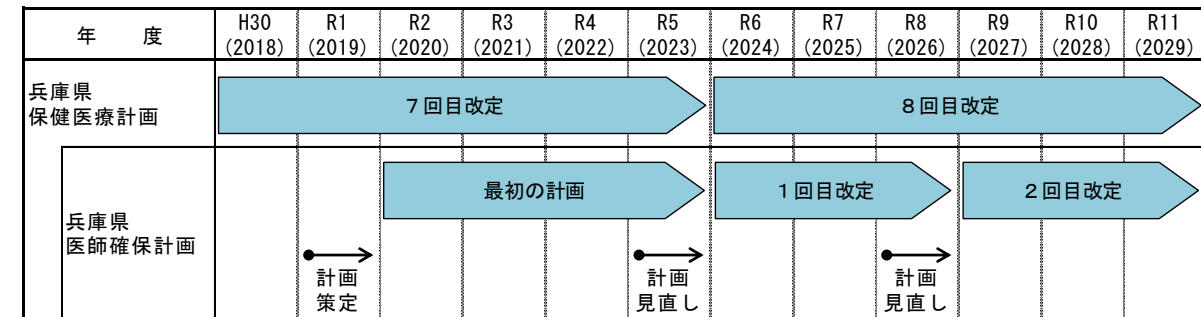 年 度 H30 R1 R2 R3 R4 R5 R6 R7 R8 R9 R10 R11
(2018) (2019) (2020) (2021) (2022) (2023) (2024) (2025) (2026) (2027) (2028) (2029)
兵庫県
保健医療計画
7回目改定 8回目改定
兵庫県
医師確保計画
最初の計画 1回目改定 2回目改定
計画 計画 計画
策定 見直し 見直し